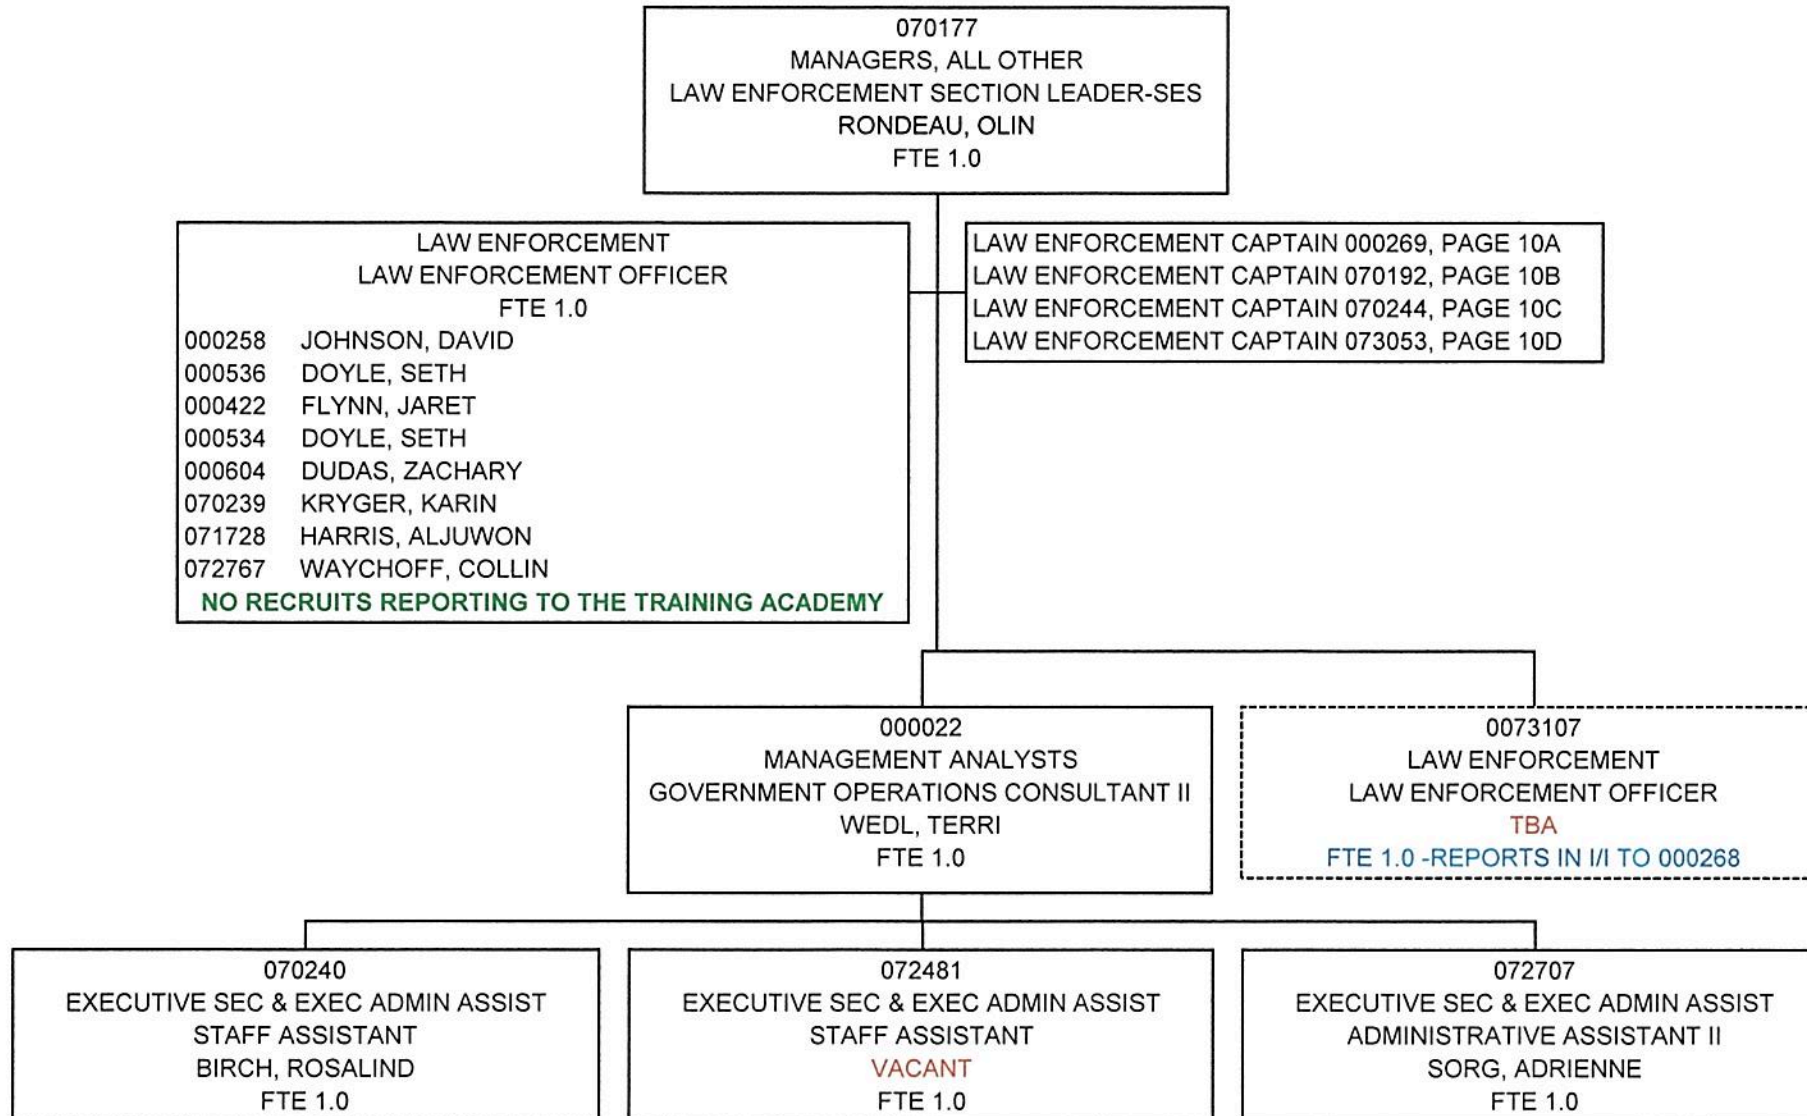 070177
MANAGERS, ALL OTHER
LAW ENFORCEMENT SECTION LEADER-SES
RONDEAU, OLIN
FTE 1.0
LAW ENFORCEMENT
LAW ENFORCEMENT OFFICER
FTE 1.0
000258 JOHNSON, DAVID
000536 DOYLE, SETH
000422 FLYNN, JARET
000534 DOYLE, SETH
000604 DUDAS, ZACHARY
070239 KRYGER, KARIN
071728 HARRIS, ALJUWON
072767 WAYCHOFF, COLLIN
NO RECRUITS REPORTING TO THE TRAINING ACADEMY
LAW ENFORCEMENT CAPTAIN 000269, PAGE 10A
LAW ENFORCEMENT CAPTAIN 070192, PAGE 10B
LAW ENFORCEMENT CAPTAIN 070244, PAGE 10C
LAW ENFORCEMENT CAPTAIN 073053, PAGE 10D
000022
MANAGEMENT ANALYSTS
GOVERNMENT OPERATIONS CONSULTANT II
WEDL, TERRI
FTE 1.0
0073107
LAW ENFORCEMENT
LAW ENFORCEMENT OFFICER
TBA
FTE 1.0 -REPORTS IN I/I TO 000268
070240
EXECUTIVE SEC & EXEC ADMIN ASSIST
STAFF ASSISTANT
BIRCH, ROSALIND
FTE 1.0
072481
EXECUTIVE SEC & EXEC ADMIN ASSIST
STAFF ASSISTANT
VACANT
FTE 1.0
072707
EXECUTIVE SEC & EXEC ADMIN ASSIST
ADMINISTRATIVE ASSISTANT II
SORG, ADRIENNE
FTE 1.0